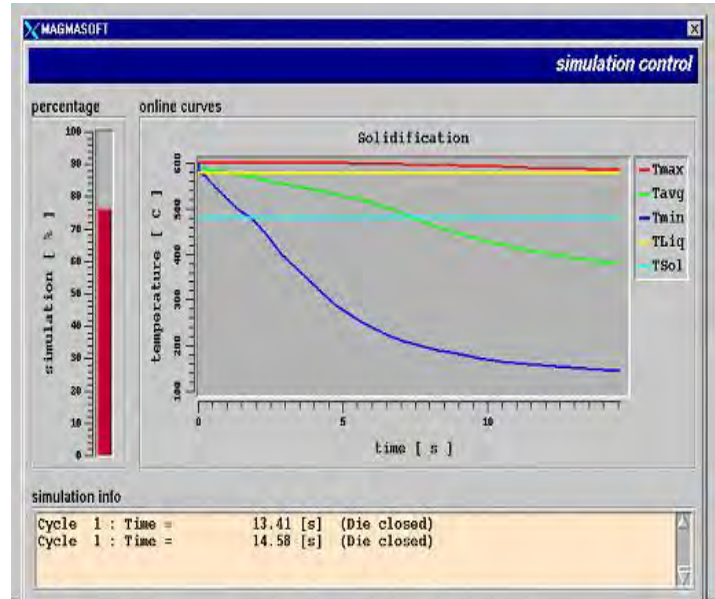 MAGMASOFT
simulation control
percentage
online curves
100
90
80
70
60
50
40
30
20
10
0
simulation [ % ]
Solidification
600
500
400
300
200
100
temperature [ C ]
0
5
10
time [ s ]
Tmax
Tavg
Tmin
TLiq
TSol
simulation info
Cycle 1 : Time = 13.41 [s] (Die closed)
Cycle 1 : Time = 14.58 [s] (Die closed)